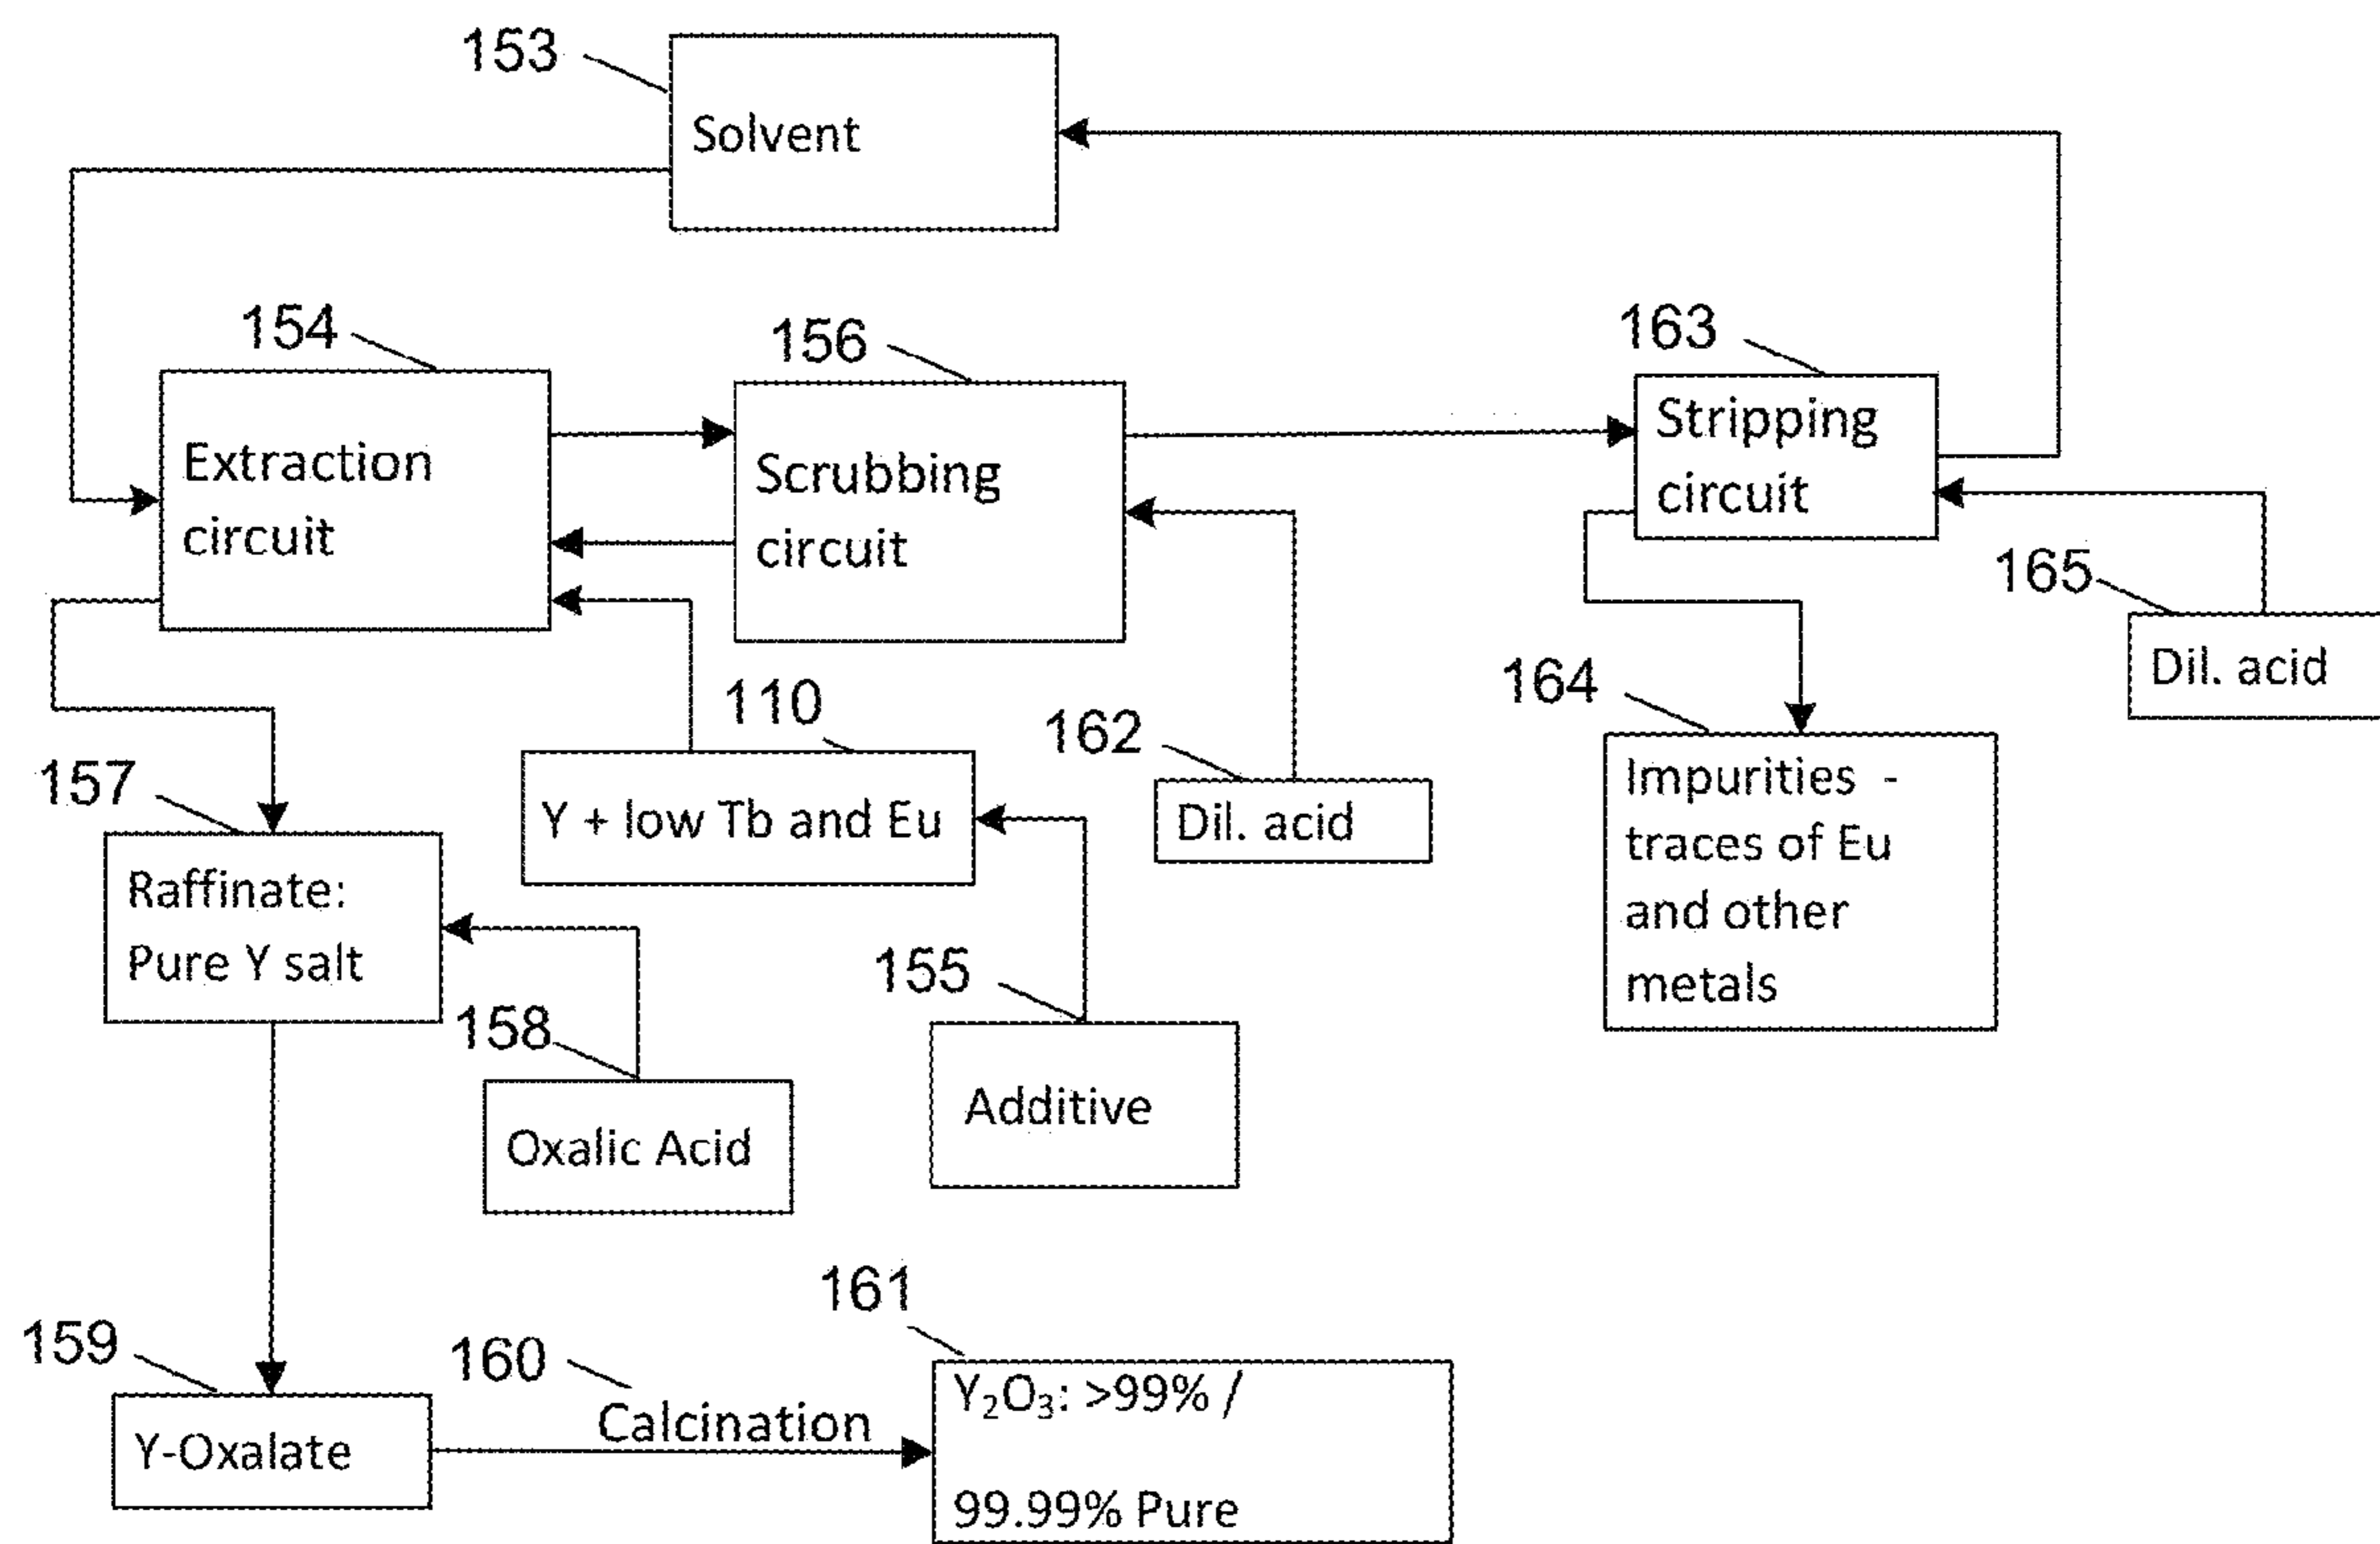 153
Solvent
154
156
163
Extraction
circuit
Scrubbing
circuit
Stripping
circuit
165
Dil. acid
110
Y + low Tb and Eu
162
Dil. acid
164
Impurities -
traces of Eu
and other
metals
157
Raffinate:
Pure Y salt
158
Oxalic Acid
155
Additive
159
Y-Oxalate
160
Calcination
161
Y₂O₃: >99% /
99.99% Pure